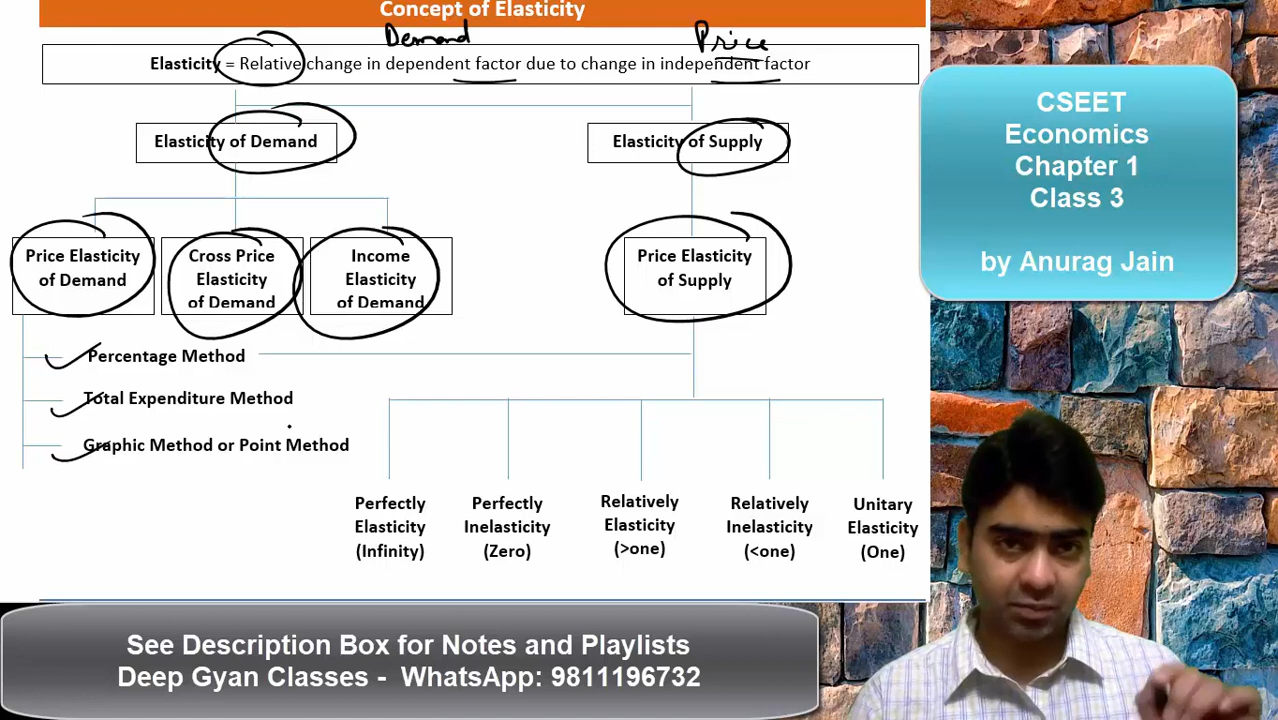 Concept of Elasticity
Demand
Price
Elasticity = Relative change in dependent factor due to change in independent factor
Elasticity of Demand
Elasticity of Supply
Price Elasticity
of Demand
Cross Price
Elasticity
of Demand
Income
Elasticity
of Demand
Price Elasticity
of Supply
Percentage Method
Total Expenditure Method
Graphic Method or Point Method
Perfectly
Elasticity
(Infinity)
Perfectly
Inelasticity
(Zero)
Relatively
Elasticity
(>one)
Relatively
Inelasticity
(<one)
Unitary
Elasticity
(One)
CSEET
Economics
Chapter 1
Class 3
by Anurag Jain
See Description Box for Notes and Playlists
Deep Gyan Classes - WhatsApp: 9811196732